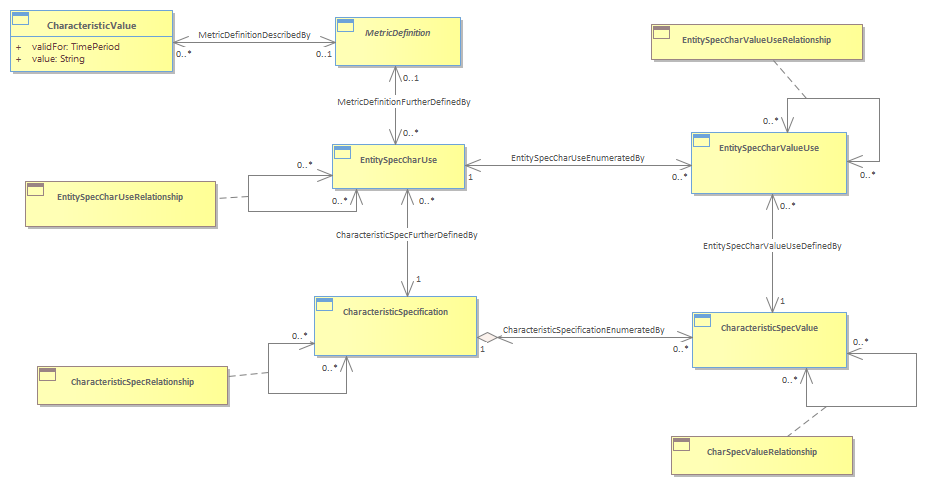 CharacteristicValue
+ validFor: TimePeriod
+ value: String
MetricDefinitionDescribedBy
0..*
0..1
MetricDefinition
EntitySpecCharValueUseRelationship
0..1
MetricDefinitionFurtherDefinedBy
0..*
0..*
EntitySpecCharUse
0..*
0..*
EntitySpecCharUseEnumeratedBy
1
0..*
EntitySpecCharValueUse
0..*
EntitySpecCharUseRelationship
0..*
0..*
0..*
CharacteristicSpecFurtherDefinedBy
EntitySpecCharValueUseDefinedBy
1
1
CharacteristicSpecification
CharacteristicSpecificationEnumeratedBy
CharacteristicSpecValue
0..*
0..*
1
0..*
0..*
0..*
CharacteristicSpecRelationship
CharSpecValueRelationship